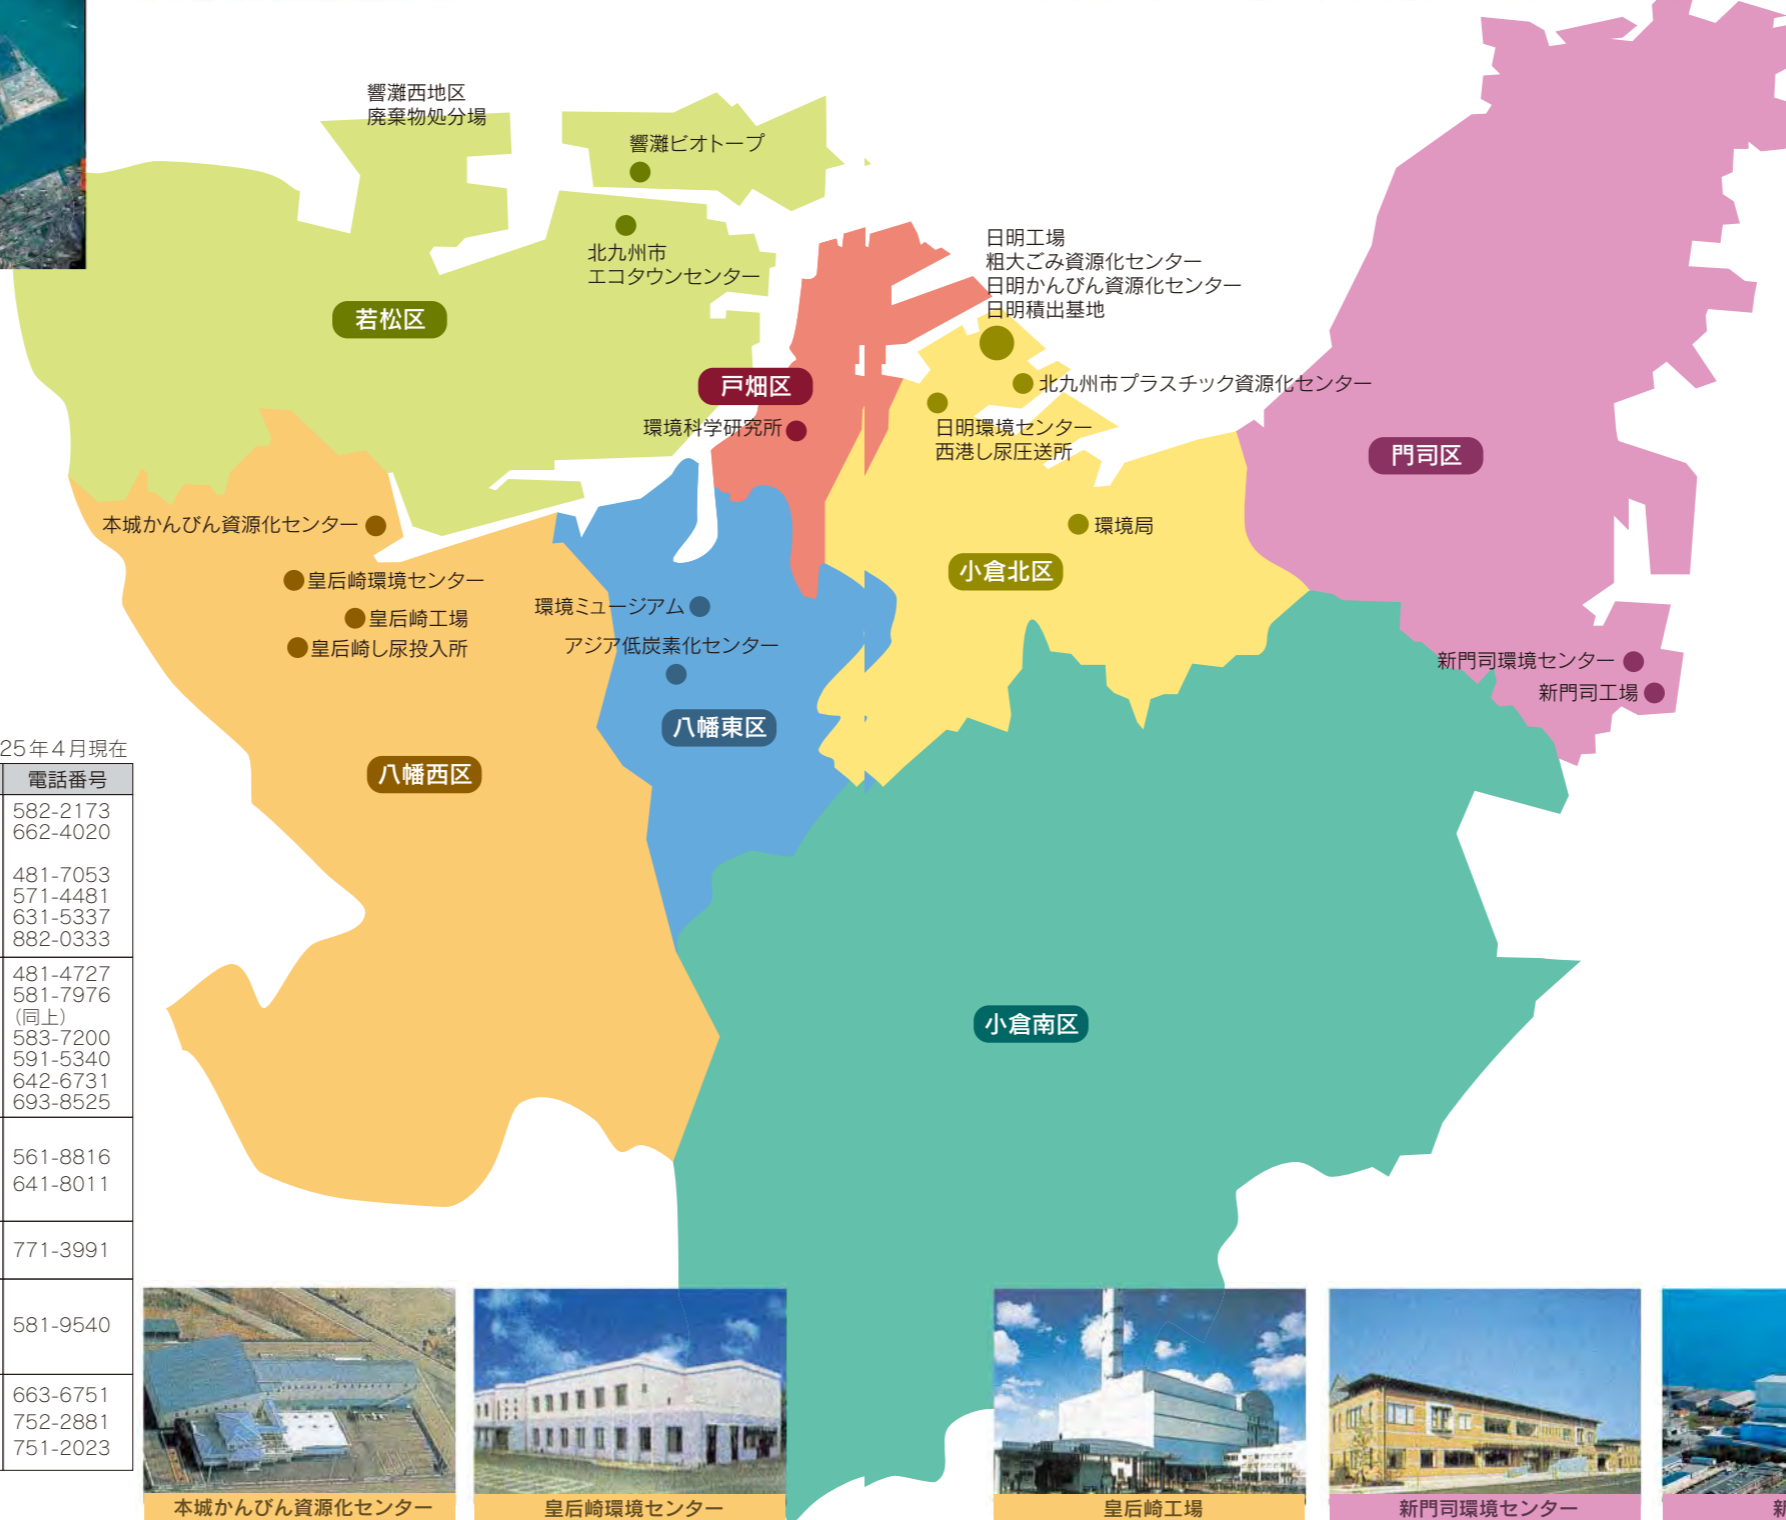 響灘西地区
廃棄物処分場
響灘ビオトープ
北九州市
エコタウンセンター
若松区
日明工場
粗大ごみ資源化センター
日明かんびん資源化センター
日明積出基地
北九州市プラスチック資源化センター
戸畑区
環境科学研究所
日明環境センター
西港し尿圧送所
門司区
本城かんびん資源化センター
環境局
小倉北区
皇后崎環境センター
皇后崎工場
皇后崎し尿投入所
環境ミュージアム
アジア低炭素化センター
新門司環境センター
新門司工場
八幡東区
八幡西区
小倉南区
25年4月現在
電話番号
582-2173
662-4020
481-7053
571-4481
631-5337
882-0333
481-4727
581-7976
(同上)
583-7200
591-5340
642-6731
693-8525
561-8816
641-8011
771-3991
581-9540
663-6751
752-2881
751-2023
本城かんびん資源化センター
皇后崎環境センター
皇后崎工場
新門司環境センター